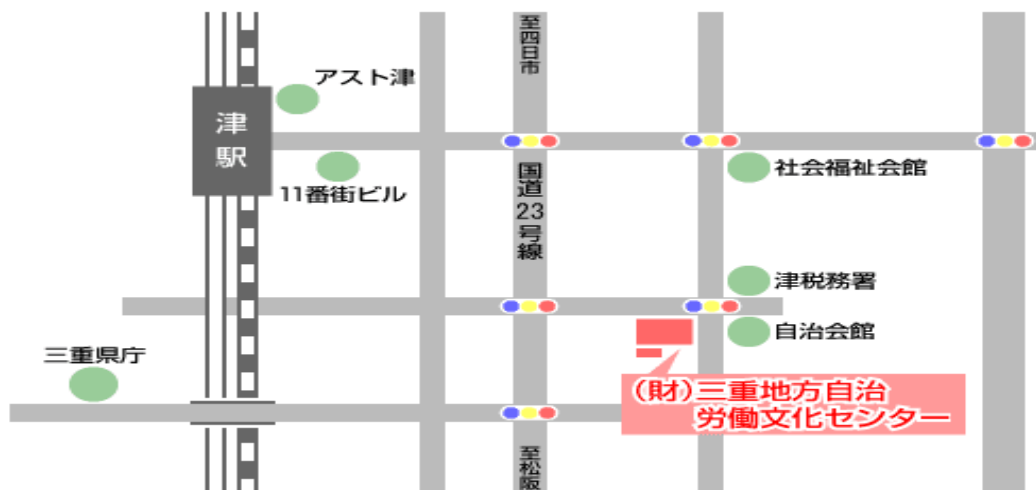 至四日市
アスト津
津駅
11番街ビル
国道23号線
社会福祉会館
津税務署
自治会館
三重県庁
(財)三重地方自治
労働文化センター
至松阪